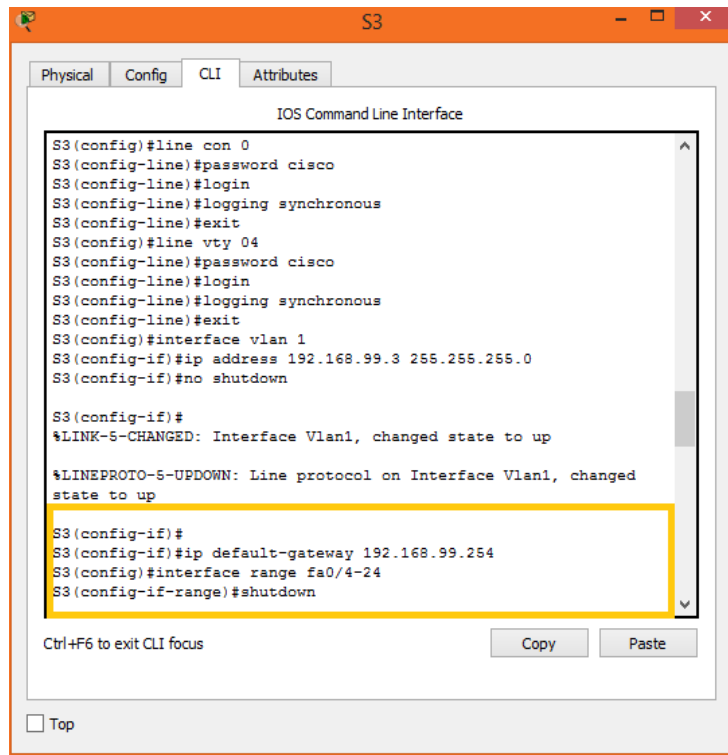 S3
Physical Config CLI Attributes
IOS Command Line Interface
S3(config)#line con 0
S3(config-line)#password cisco
S3(config-line)#login
S3(config-line)#logging synchronous
S3(config-line)#exit
S3(config)#line vty 04
S3(config-line)#password cisco
S3(config-line)#login
S3(config-line)#logging synchronous
S3(config-line)#exit
S3(config)#interface vlan 1
S3(config-if)#ip address 192.168.99.3 255.255.255.0
S3(config-if)#no shutdown
S3(config-if)#
%LINK-5-CHANGED: Interface Vlan1, changed state to up
%LINEPROTO-5-UPDOWN: Line protocol on Interface Vlan1, changed
state to up
S3(config-if)#
S3(config-if)#ip default-gateway 192.168.99.254
S3(config)#interface range fa0/4-24
S3(config-if-range)#shutdown
Ctrl+F6 to exit CLI focus
Copy Paste
Top